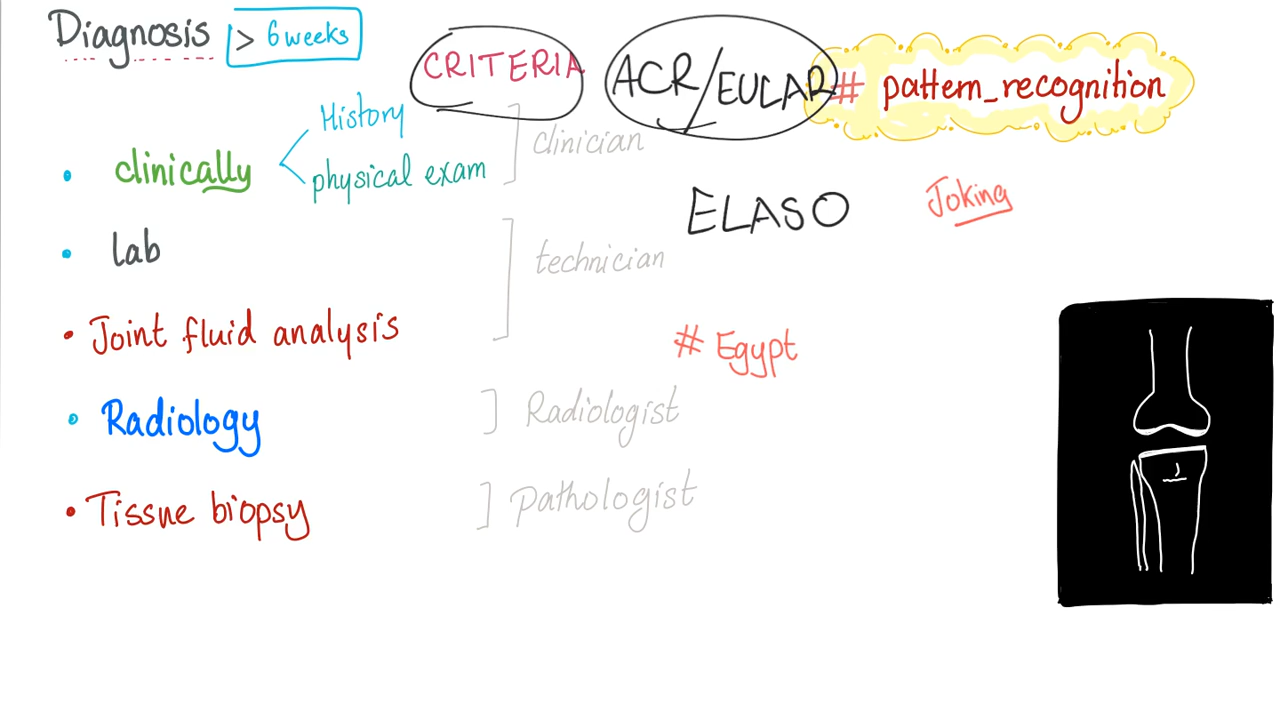 Diagnosis > 6 weeks
CRITERIA ACR/EULAR # pattern_recognition
History
• clinically physical exam ] clinician
ELASO Joking
• lab ] technician
• Joint fluid analysis
# Egypt
• Radiology ] Radiologist
• Tissue biopsy ] pathologist